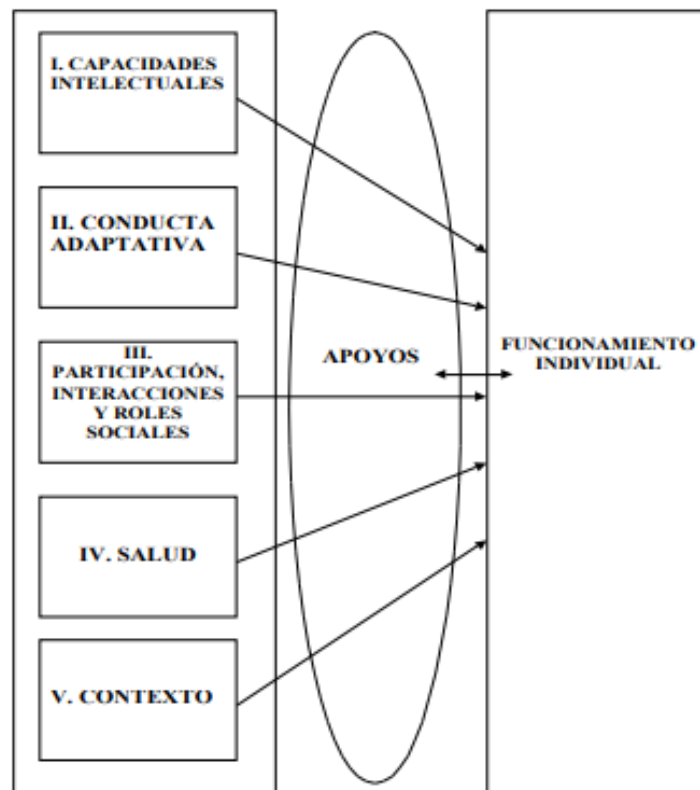 I. CAPACIDADES
INTELECTUALES
II. CONDUCTA
ADAPTATIVA
III.
PARTICIPACIÓN,
INTERACCIONES
Y ROLES
SOCIALES
IV. SALUD
V. CONTEXTO
APOYOS
FUNCIONAMIENTO
INDIVIDUAL